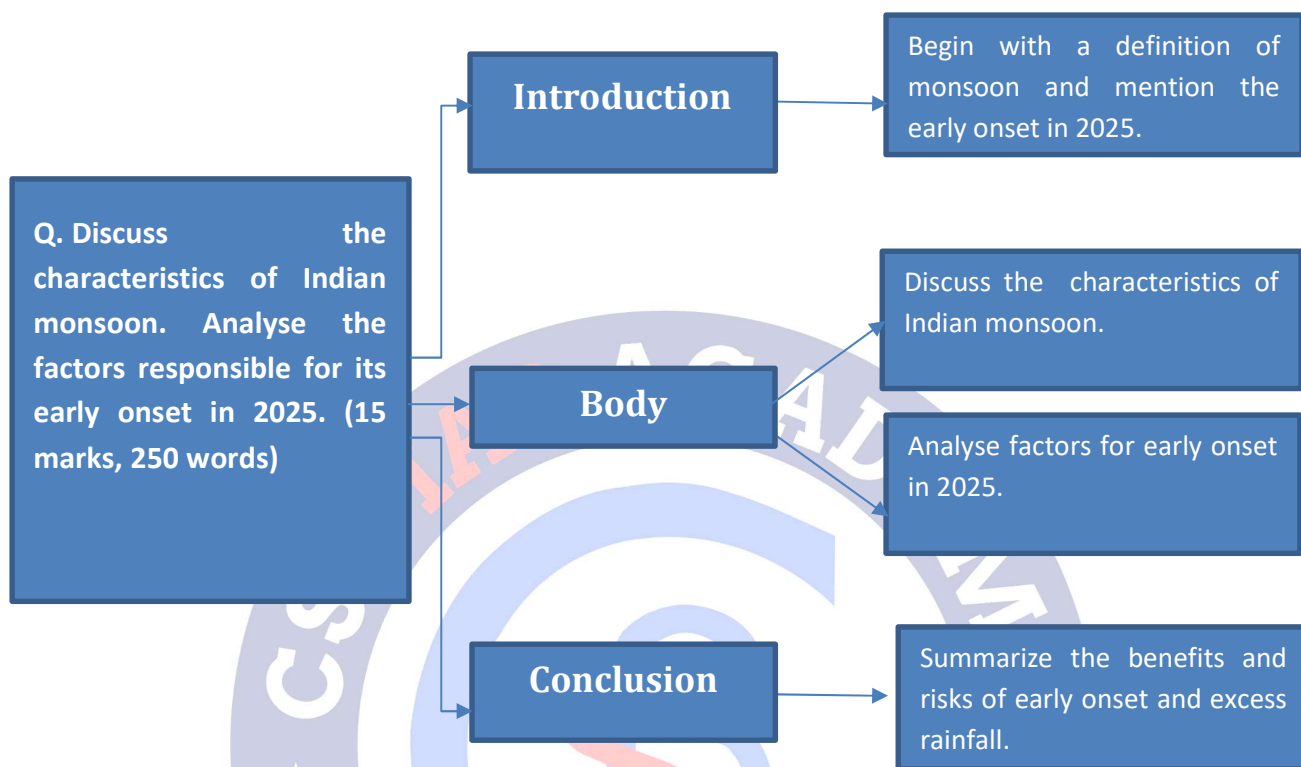 Q. Discuss the
characteristics of Indian
monsoon. Analyse the
factors responsible for its
early onset in 2025. (15
marks, 250 words)
Introduction
Begin with a definition of
monsoon and mention the
early onset in 2025.
Body
Discuss the characteristics of
Indian monsoon.
Analyse factors for early onset
in 2025.
Conclusion
Summarize the benefits and
risks of early onset and excess
rainfall.